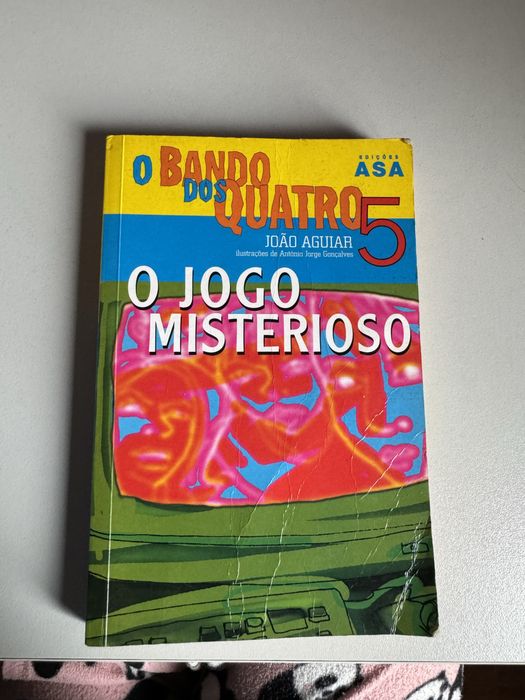 EDIÇÕES
ASA
O BANDO
DOS
QUATRO 5
JOÃO AGUIAR
ilustrações de António Jorge Gonçalves
O JOGO
MISTERIOSO